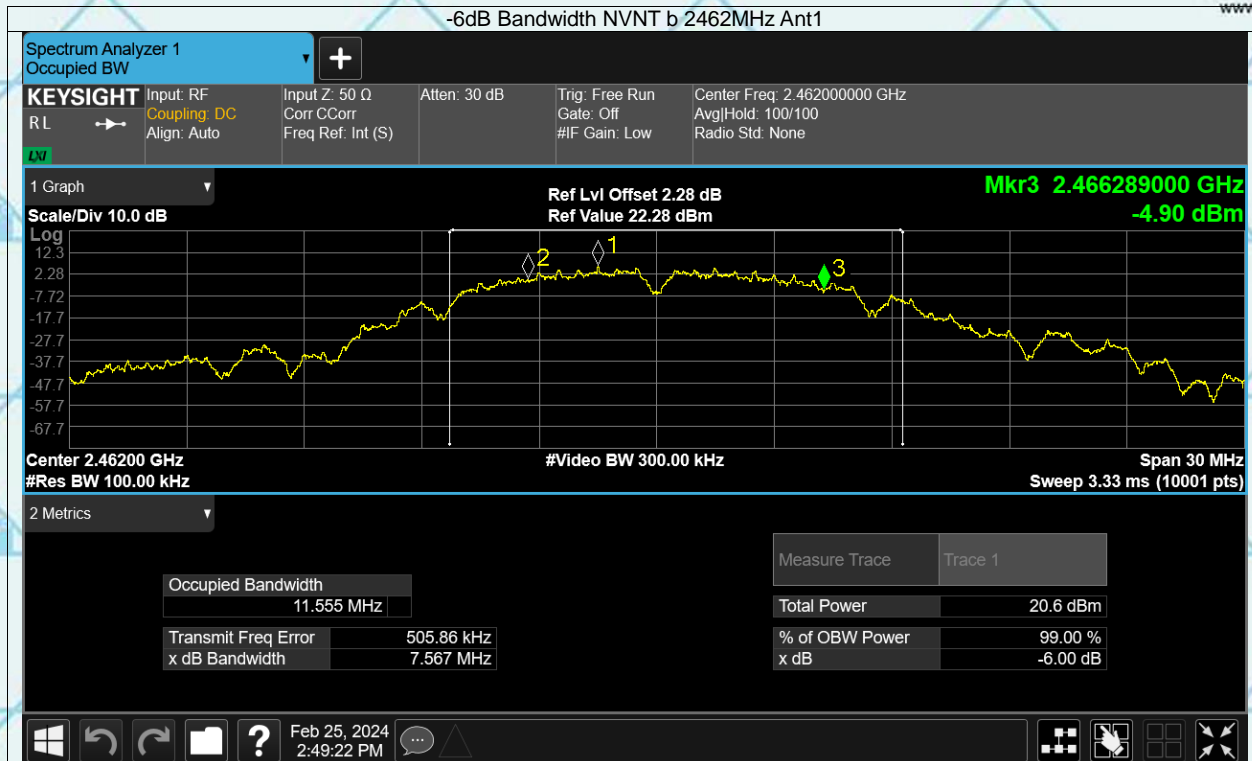 www
-6dB Bandwidth NVNT b 2462MHz Ant1
Spectrum Analyzer 1
Occupied BW
KEYSIGHT
RL
LXI
Input: RF
Coupling: DC
Align: Auto
Input Z: 50 Ω
Corr CCorr
Freq Ref: Int (S)
Atten: 30 dB
Trig: Free Run
Gate: Off
#IF Gain: Low
Center Freq: 2.462000000 GHz
Avg|Hold: 100/100
Radio Std: None
1 Graph
Scale/Div 10.0 dB
Ref Lvl Offset 2.28 dB
Ref Value 22.28 dBm
Mkr3 2.466289000 GHz
-4.90 dBm
Log
12.3
2.28
-7.72
-17.7
-27.7
-37.7
-47.7
-57.7
-67.7
2
1
3
Center 2.46200 GHz
#Res BW 100.00 kHz
#Video BW 300.00 kHz
Span 30 MHz
Sweep 3.33 ms (10001 pts)
2 Metrics
Occupied Bandwidth
11.555 MHz
Transmit Freq Error 505.86 kHz
x dB Bandwidth 7.567 MHz
Measure Trace Trace 1
Total Power 20.6 dBm
% of OBW Power 99.00 %
x dB -6.00 dB
?
Feb 25, 2024
2:49:22 PM